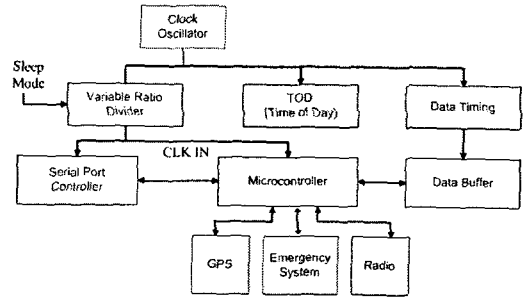 Clock
Oscillator
Sleep
Mode
Variable Ratio
Divider
TOD
(Time of Day)
Data Timing
CLK IN
Serial Port
Controller
Microcontroller
Data Buffer
GPS
Emergency
System
Radio